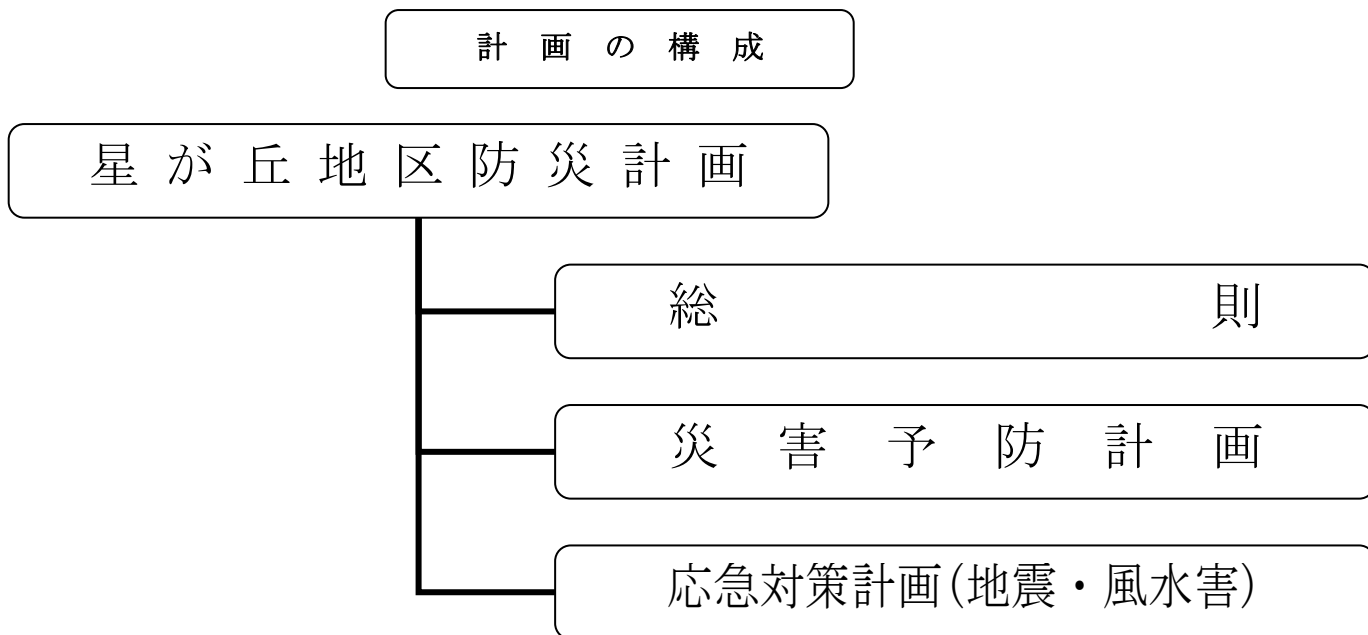 計画の構成
星が丘地区防災計画
総則
災害予防計画
応急対策計画(地震・風水害)